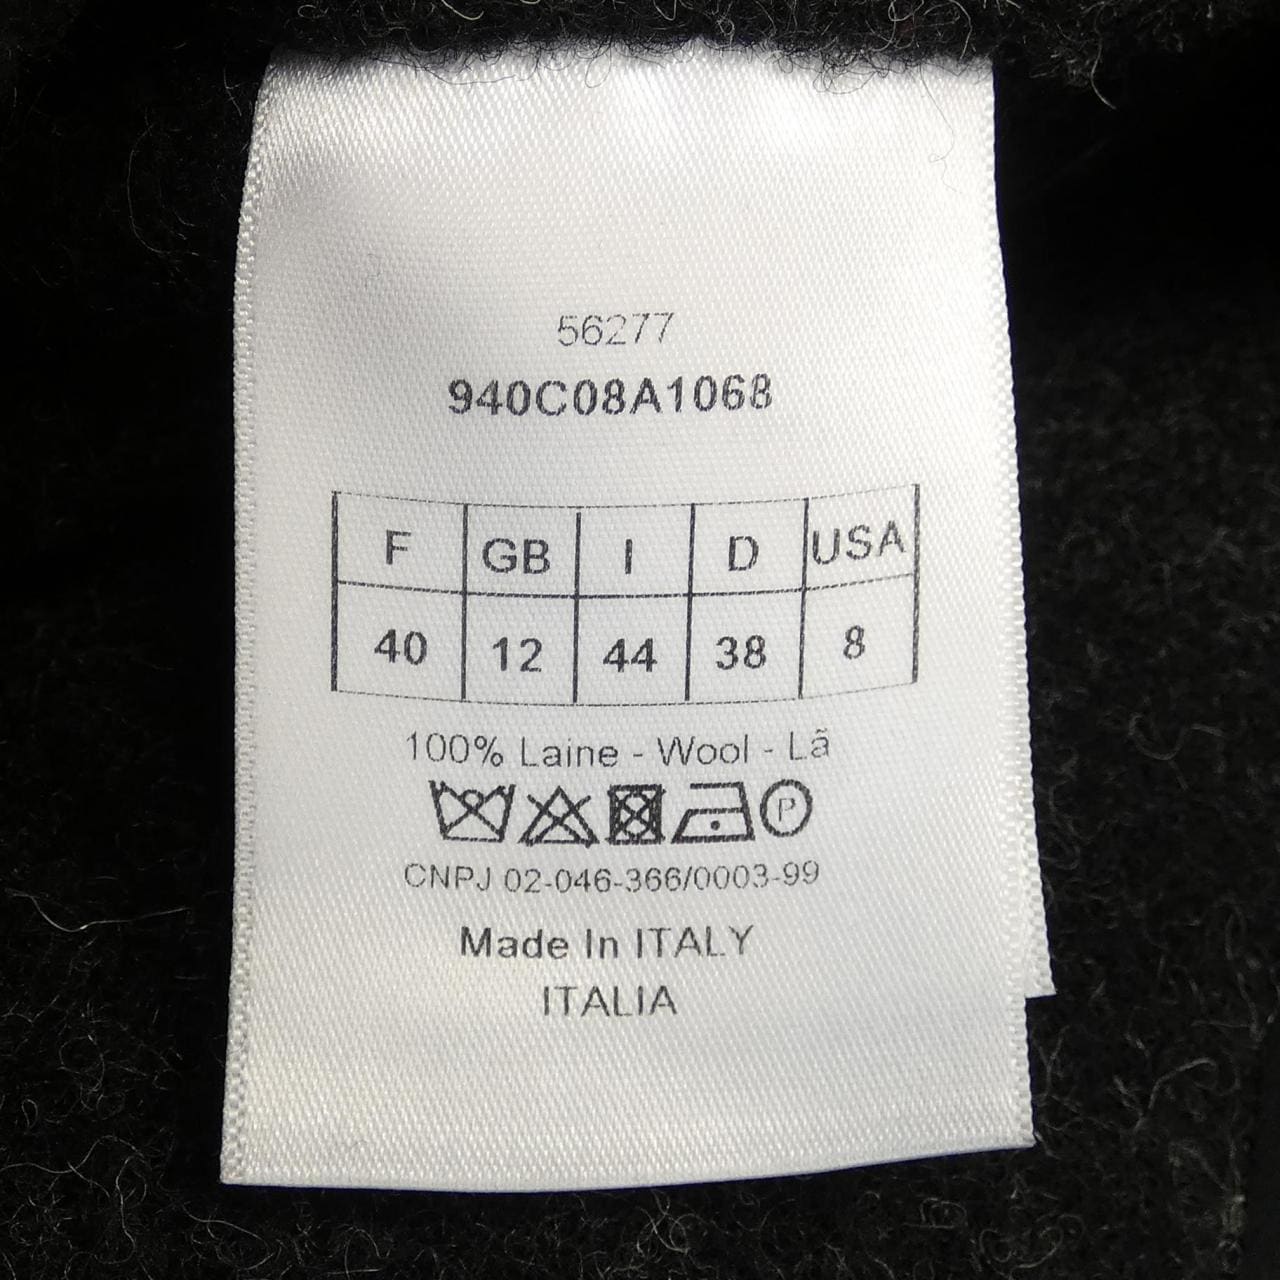 56277
940C08A1068
F GB I D USA
40 12 44 38 8
100% Laine - Wool - Lã
P
CNPJ 02-046-366/0003-99
Made In ITALY
ITALIA